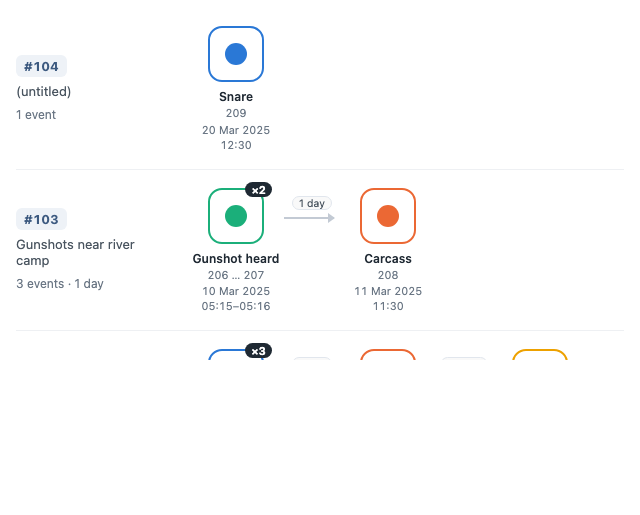 #104
(untitled)
1 event
Snare
209
20 Mar 2025
12:30
#103
Gunshots near river
camp
3 events · 1 day
×2
Gunshot heard
206 ... 207
10 Mar 2025
05:15–05:16
1 day
Carcass
208
11 Mar 2025
11:30
×3